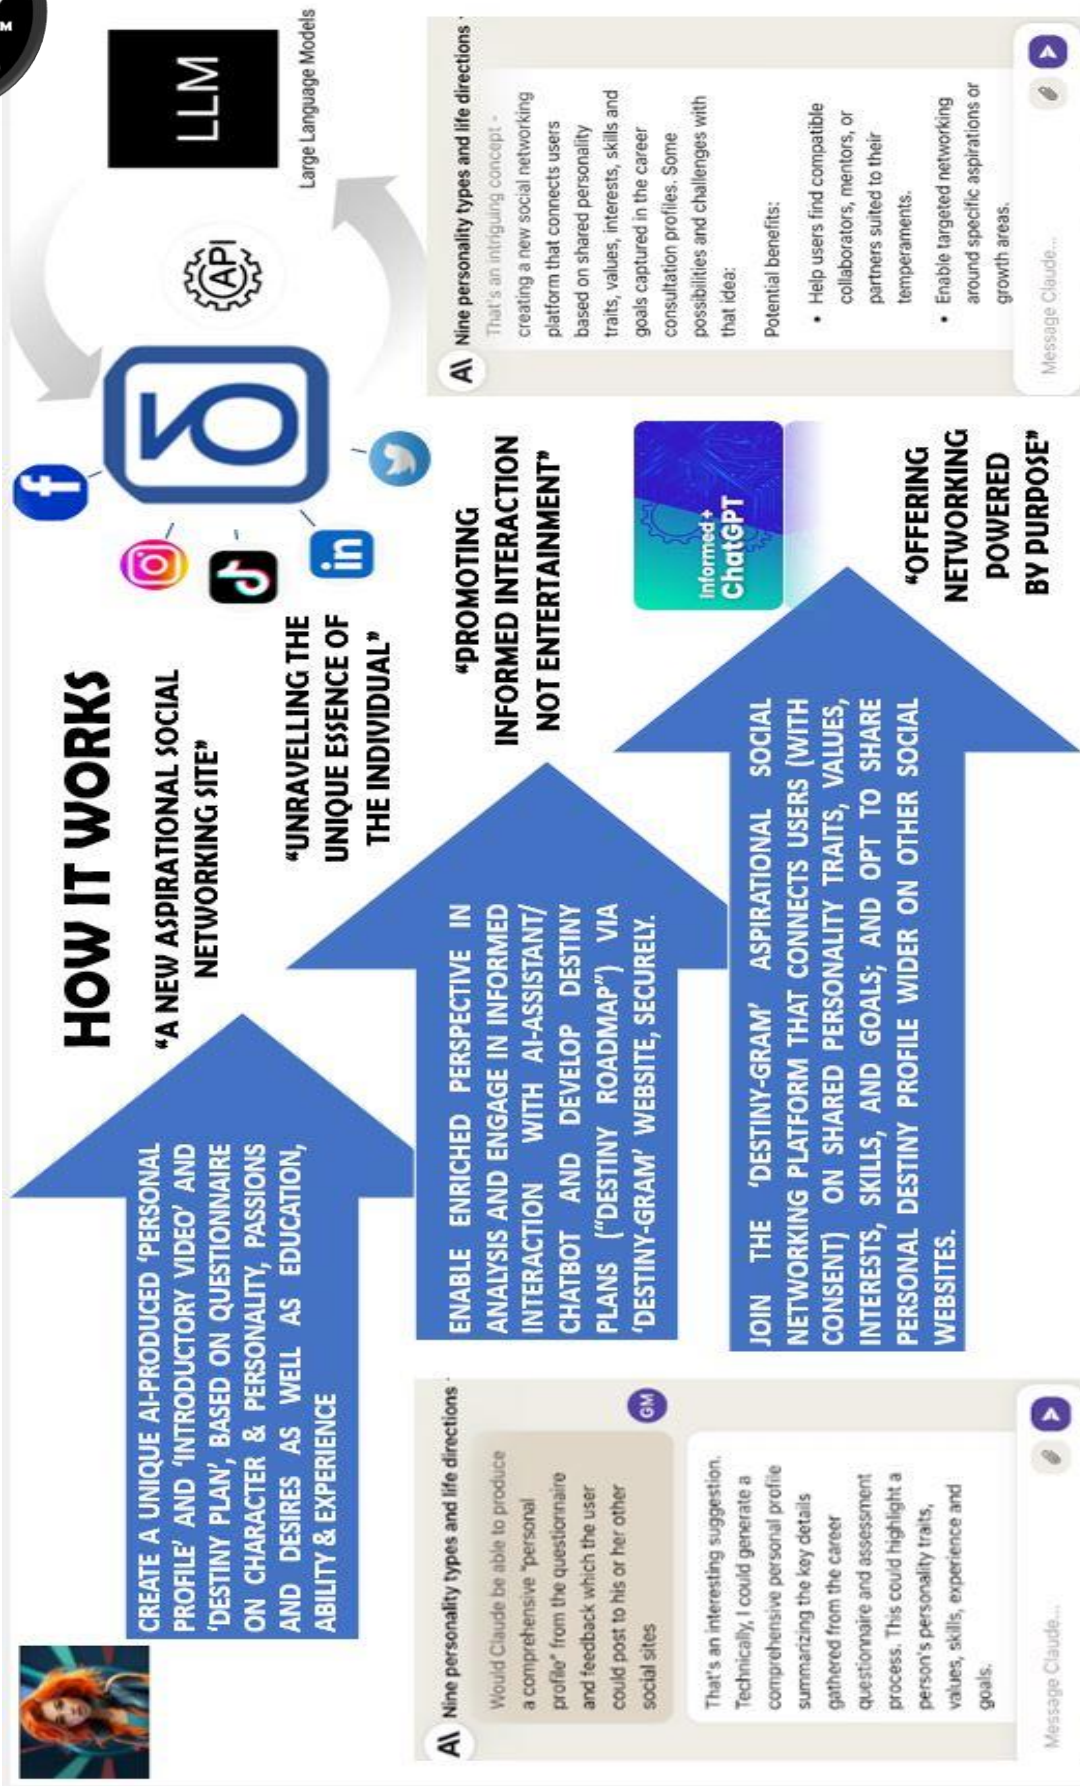 HOW IT WORKS
"A NEW ASPIRATIONAL SOCIAL
NETWORKING SITE"
"UNRAVELLING THE
UNIQUE ESSENCE OF
THE INDIVIDUAL"
"PROMOTING
INFORMED INTERACTION
NOT ENTERTAINMENT"
"OFFERING
NETWORKING
POWERED
BY PURPOSE"
CREATE A UNIQUE AI-PRODUCED 'PERSONAL
PROFILE' AND 'INTRODUCTORY VIDEO' AND
'DESTINY PLAN', BASED ON QUESTIONNAIRE
ON CHARACTER & PERSONALITY, PASSIONS
AND DESIRES AS WELL AS EDUCATION,
ABILITY & EXPERIENCE
ENABLE ENRICHED PERSPECTIVE IN
ANALYSIS AND ENGAGE IN INFORMED
INTERACTION WITH AI-ASSISTANT/
CHATBOT AND DEVELOP DESTINY
PLANS ("DESTINY ROADMAP") VIA
'DESTINY-GRAM' WEBSITE, SECURELY.
JOIN THE 'DESTINY-GRAM' ASPIRATIONAL SOCIAL
NETWORKING PLATFORM THAT CONNECTS USERS (WITH
CONSENT) ON SHARED PERSONALITY TRAITS, VALUES,
INTERESTS, SKILLS, AND GOALS; AND OPT TO SHARE
PERSONAL DESTINY PROFILE WIDER ON OTHER SOCIAL
WEBSITES.
f
in
API
LLM
Large Language Models
Informed +
ChatGPT
A\ Nine personality types and life directions
Would Claude be able to produce
a comprehensive "personal
profile" from the questionnaire
and feedback which the user
could post to his or her other
social sites
GM
That's an interesting suggestion.
Technically, I could generate a
comprehensive personal profile
summarizing the key details
gathered from the career
questionnaire and assessment
process. This could highlight a
person's personality traits,
values, skills, experience and
goals.
Message Claude...
A\ Nine personality types and life directions
That's an intriguing concept -
creating a new social networking
platform that connects users
based on shared personality
traits, values, interests, skills and
goals captured in the career
consultation profiles. Some
possibilities and challenges with
that idea:
Potential benefits:
• Help users find compatible
collaborators, mentors, or
partners suited to their
temperaments.
• Enable targeted networking
around specific aspirations or
growth areas.
Message Claude...